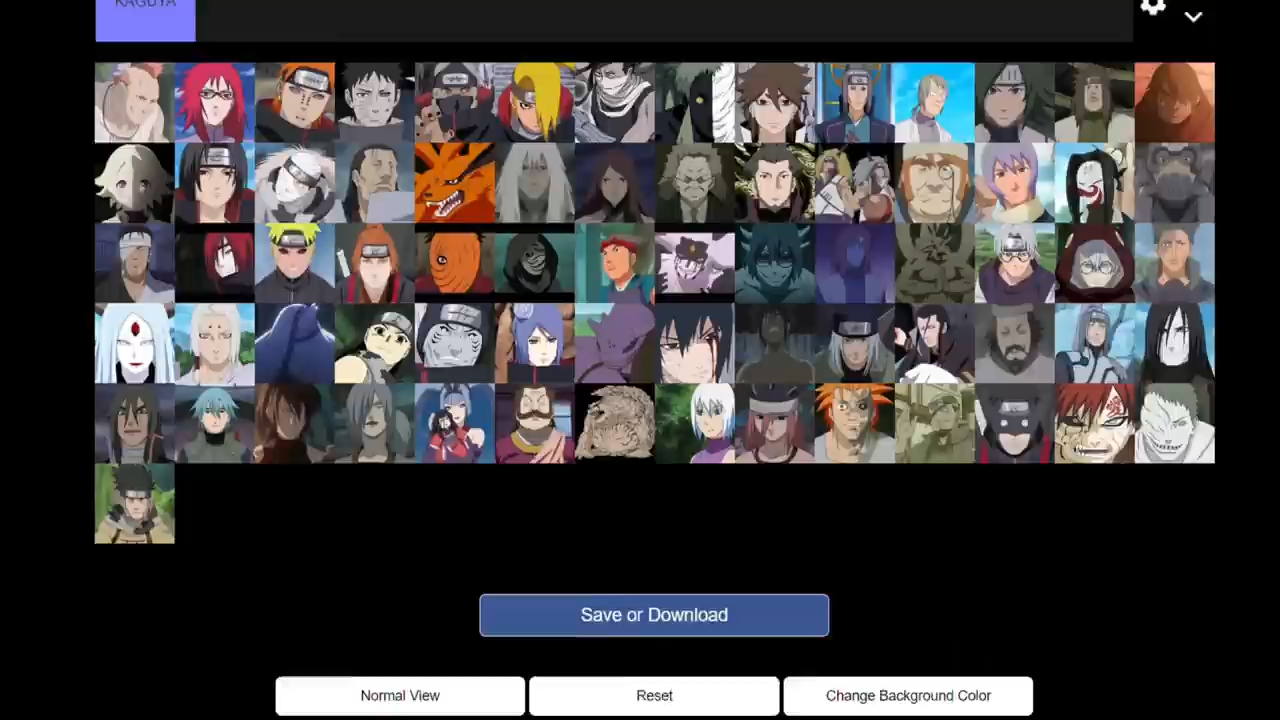 KAGUYA
Save or Download
Normal View
Reset
Change Background Color